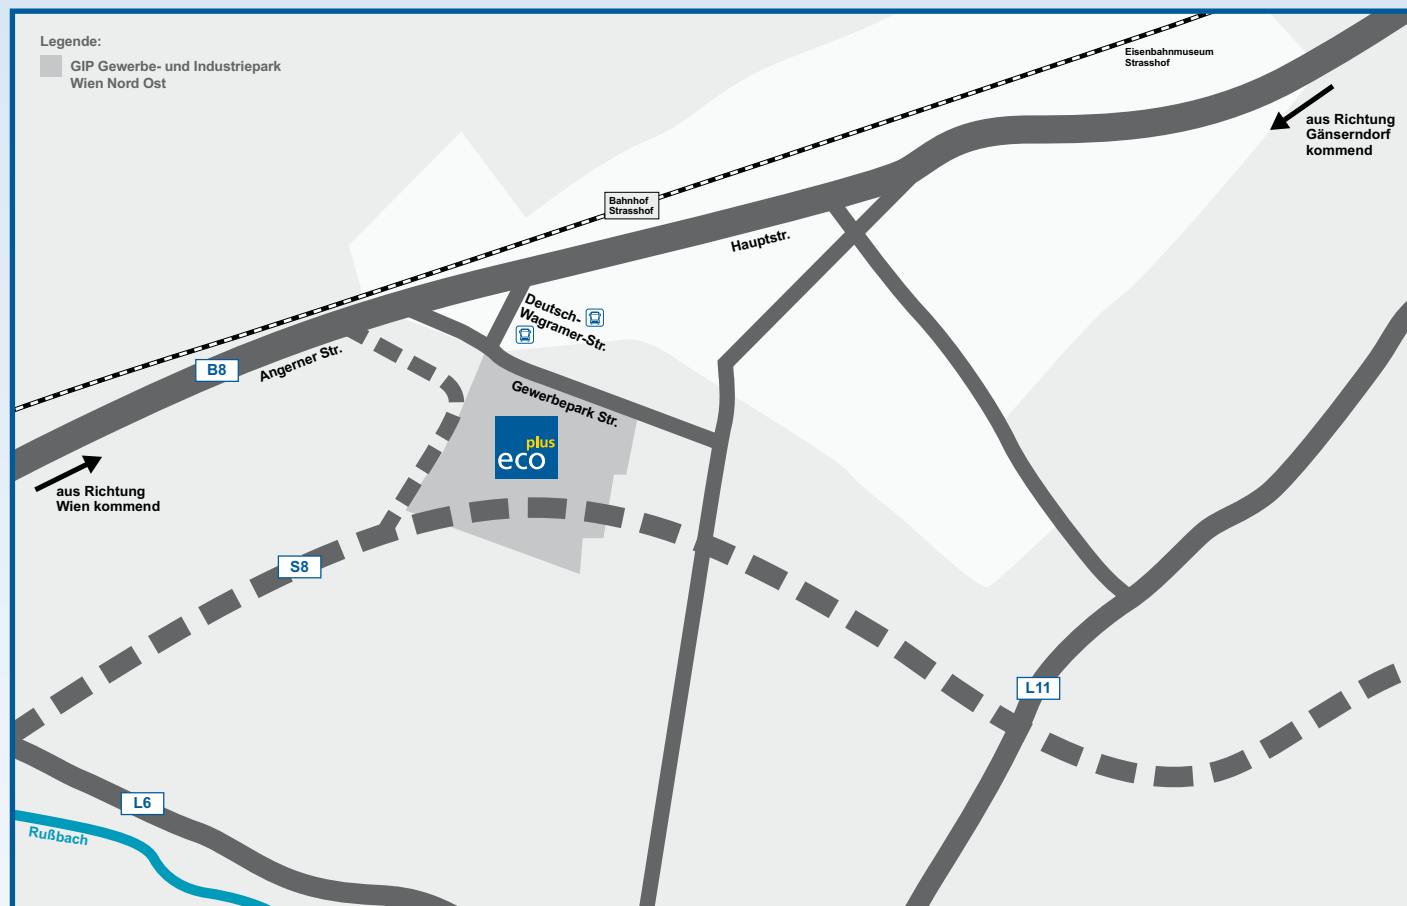 Legende:
GIP Gewerbe- und Industriepark
Wien Nord Ost
Eisenbahnmuseum
Strasshof
aus Richtung
Gänserndorf
kommend
Bahnhof
Strasshof
Hauptstr.
Deutsch-
Wagramer-Str.
Angerner Str.
B8
Gewerbepark Str.
plus
eco
aus Richtung
Wien kommend
S8
L11
L6
Rußbach